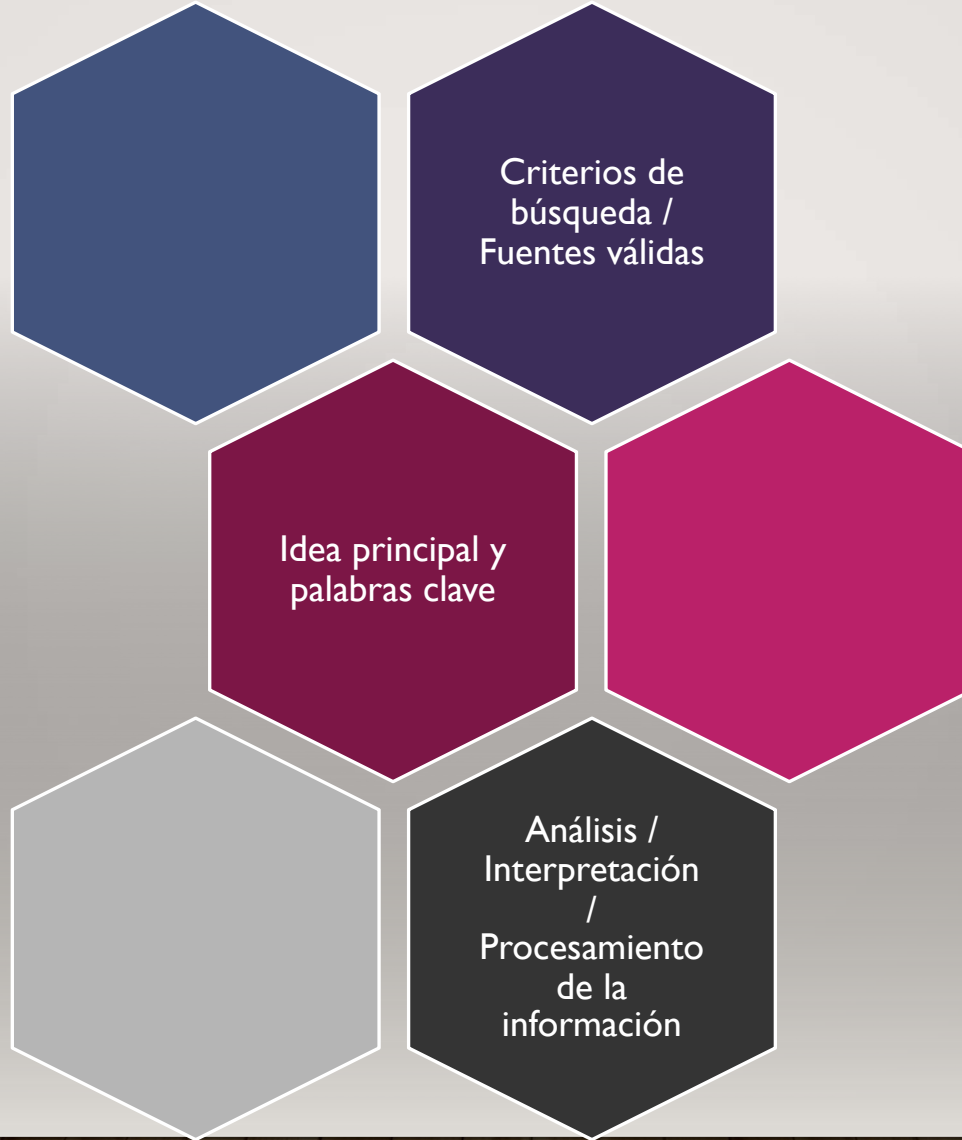 Criterios de
búsqueda /
Fuentes válidas
Idea principal y
palabras clave
Análisis /
Interpretación
/
Procesamiento
de la
información